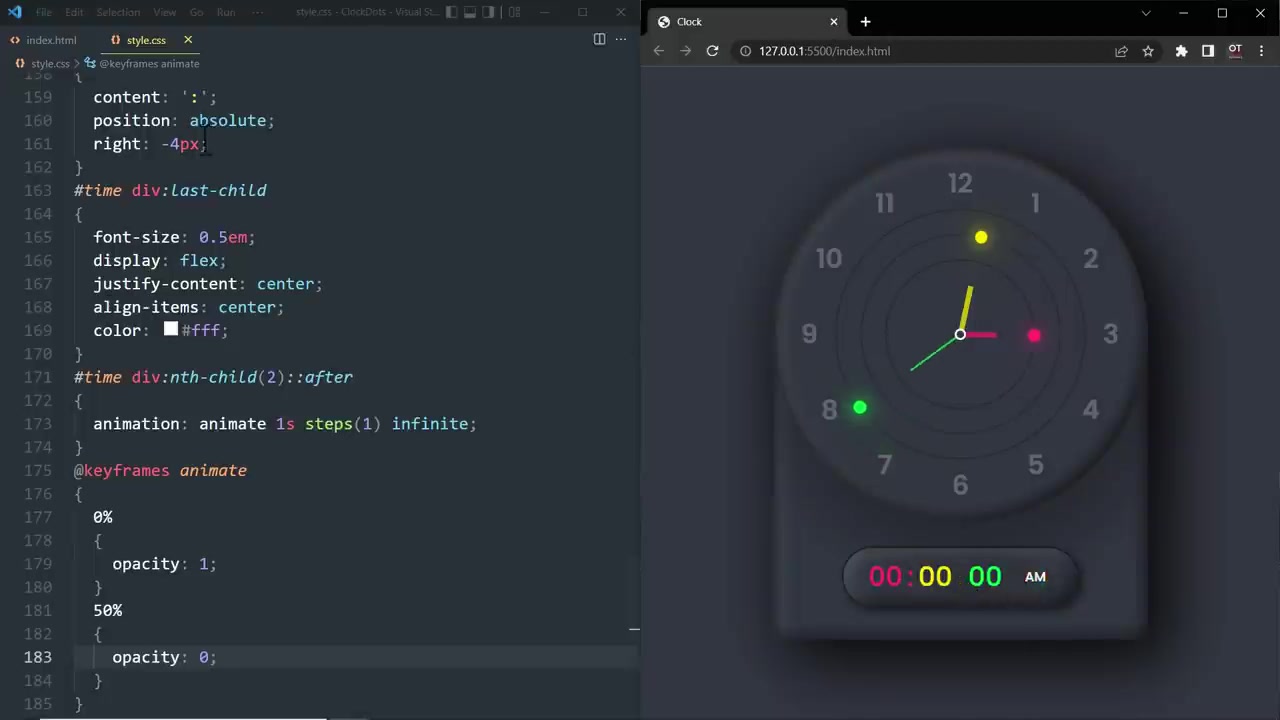 File Edit Selection View Go Run ··· style.css - ClockDots - Visual St...
index.html style.css
style.css > @keyframes animate
158 {
159 content: ':';
160 position: absolute;
161 right: -4px;
162 }
163 #time div:last-child
164 {
165 font-size: 0.5em;
166 display: flex;
167 justify-content: center;
168 align-items: center;
169 color: #fff;
170 }
171 #time div:nth-child(2)::after
172 {
173 animation: animate 1s steps(1) infinite;
174 }
175 @keyframes animate
176 {
177 0%
178 {
179 opacity: 1;
180 }
181 50%
182 {
183 opacity: 0;
184 }
185 }
Clock
127.0.0.1:5500/index.html
OT
12
11 1
10 2
9 3
8 4
7 5
6
00:00 00 AM